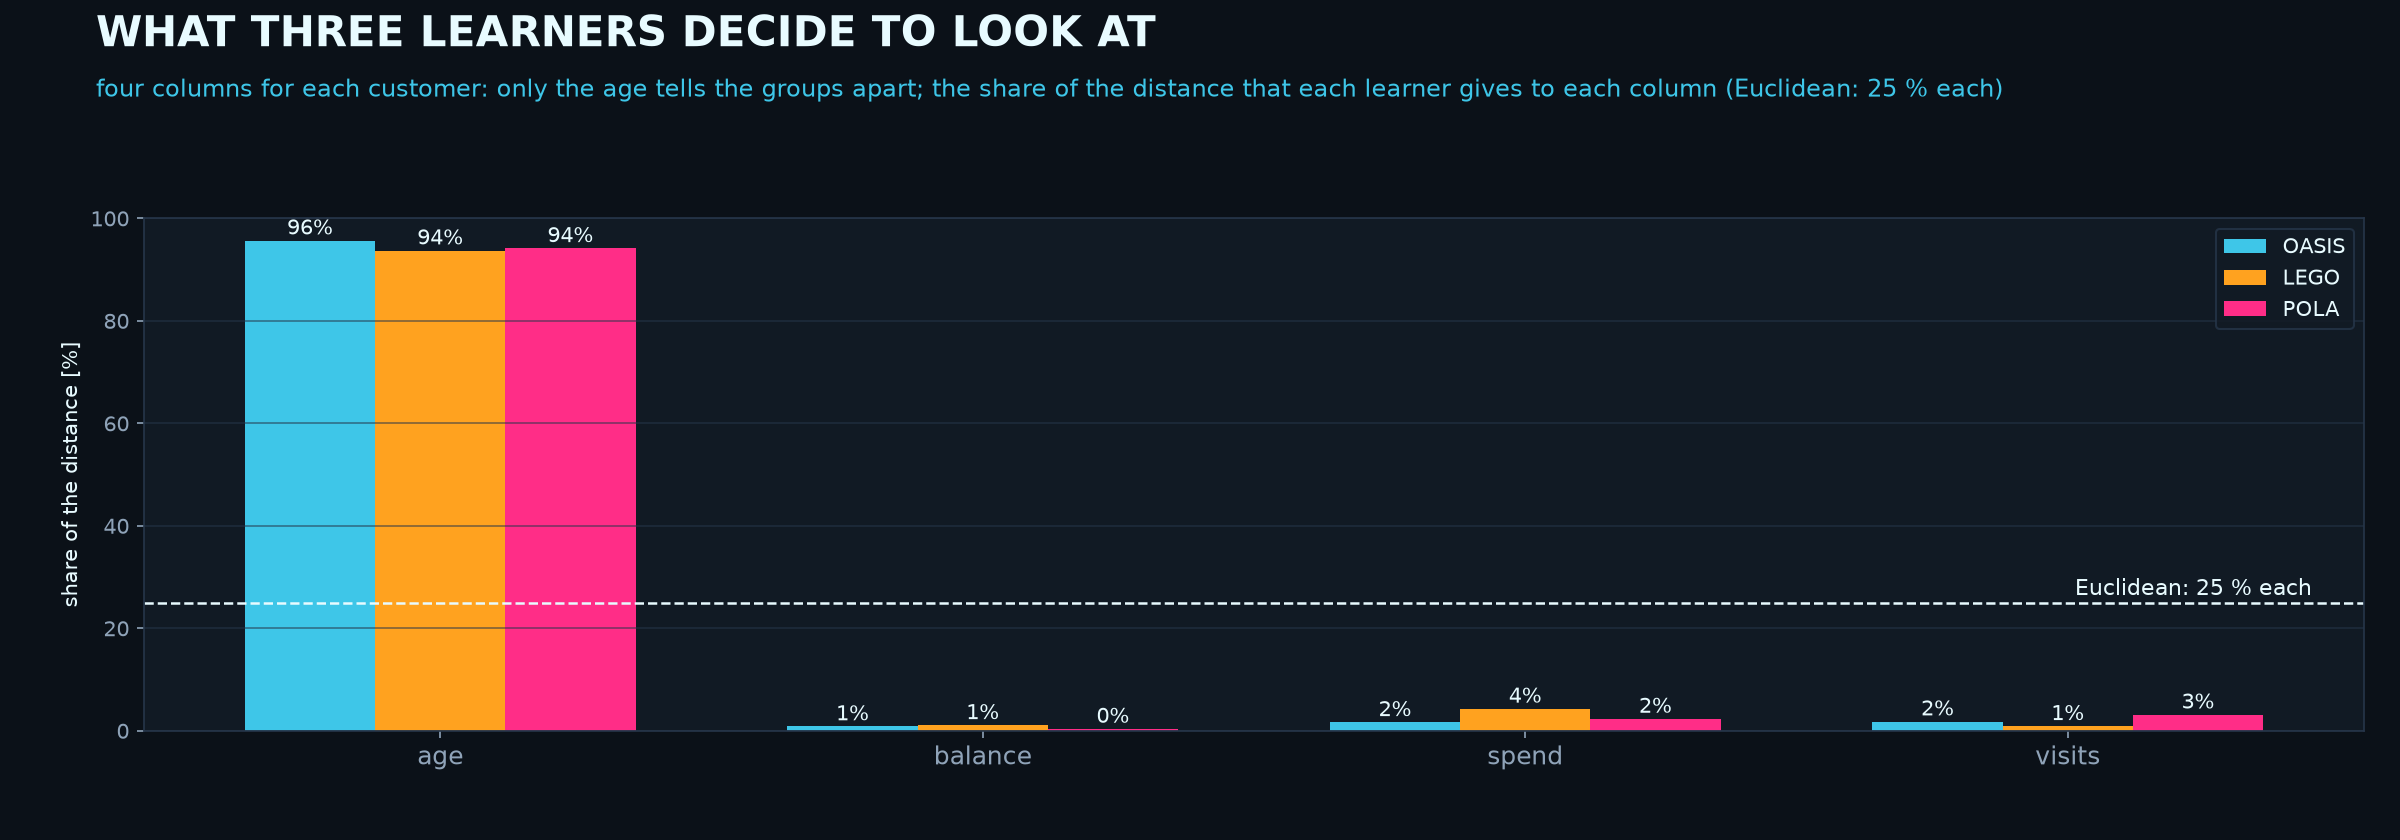 WHAT THREE LEARNERS DECIDE TO LOOK AT
four columns for each customer: only the age tells the groups apart; the share of the distance that each learner gives to each column (Euclidean: 25 % each)
share of the distance [%]
100
80
60
40
20
0
96%
94%
94%
1%
1%
0%
2%
4%
2%
2%
1%
3%
Euclidean: 25 % each
OASIS
LEGO
POLA
age
balance
spend
visits